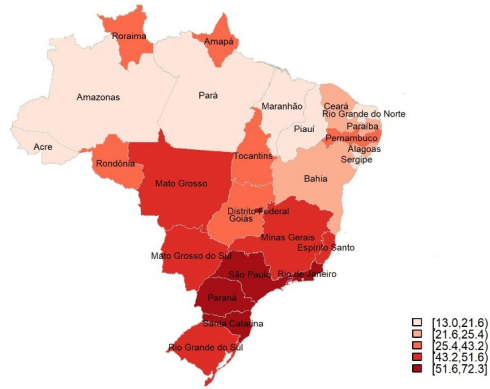 Roraima
Amapá
Amazonas
Pará
Maranhão
Ceará
Rio Grande do Norte
Paraíba
Piauí
Pernambuco
Acre
Alagoas
Sergipe
Rondônia
Tocantins
Bahia
Mato Grosso
Distrito Federal
Goiás
Minas Gerais
Espírito Santo
Mato Grosso do Sul
São Paulo
Rio de Janeiro
Paraná
Santa Catarina
Rio Grande do Sul
[13.0,21.6)
[21.6,25.4)
[25.4,43.2)
[43.2,51.6)
[51.6,72.3]